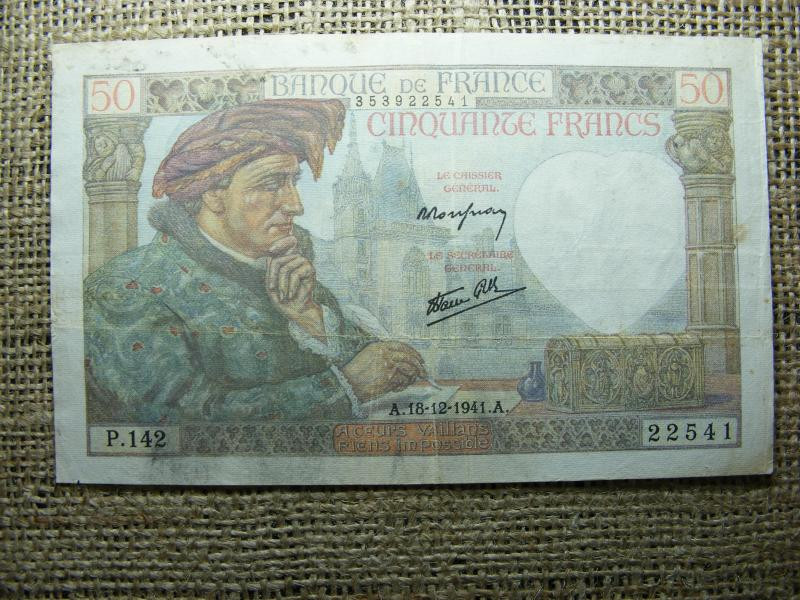 50 BANQUE DE FRANCE 50
353922541
CINQUANTE FRANCS
LE CAISSIER
GÉNÉRAL.
LE SECRÉTAIRE
GÉNÉRAL.
A.18-12-1941.A.
P.142
A CŒURS VAILLANS
RIENS IMPOSSIBLE
22541